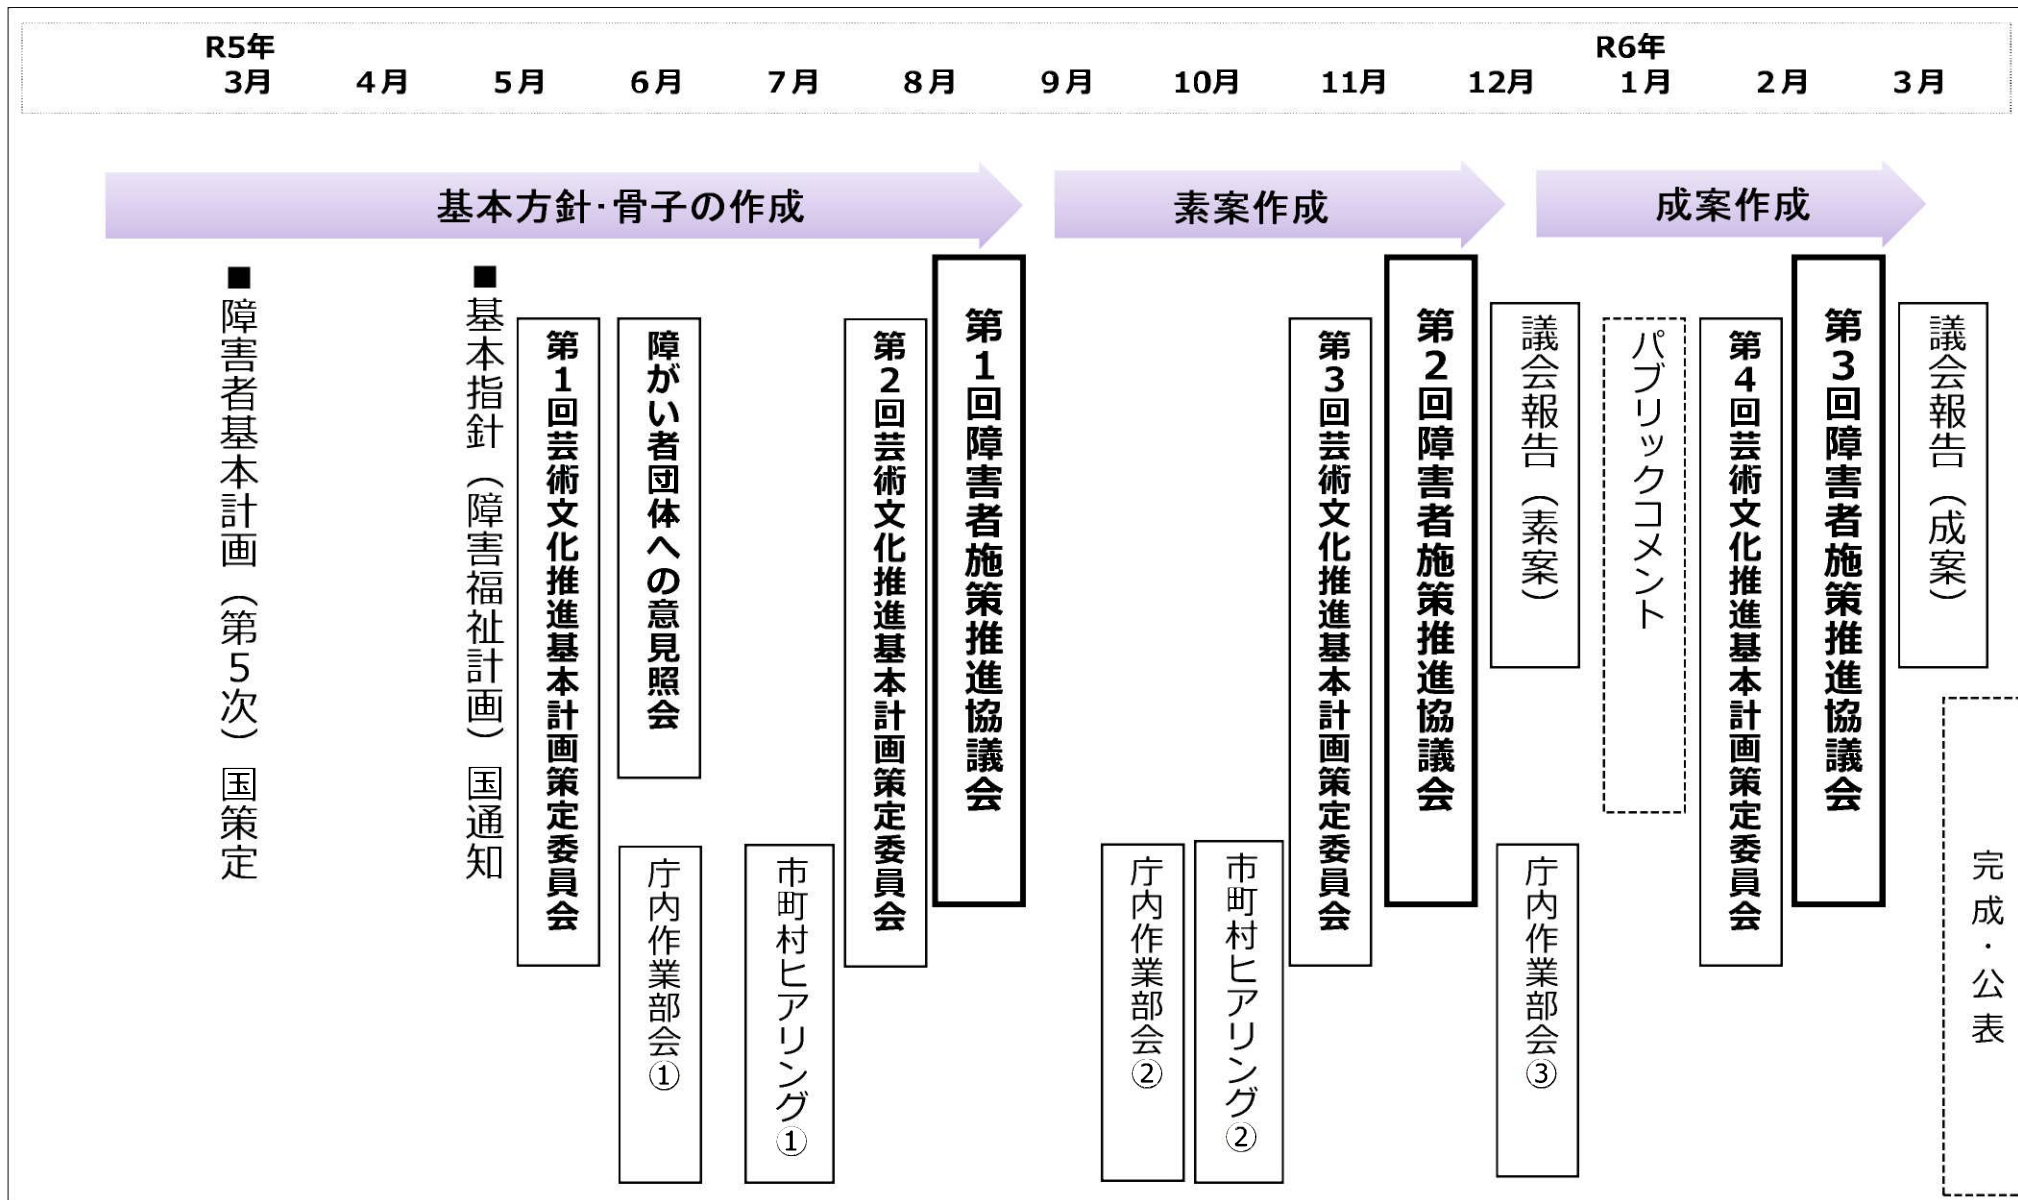 R5年
3月
4月
5月
6月
7月
8月
9月
10月
11月
12月
R6年
1月
2月
3月
基本方針・骨子の作成
素案作成
成案作成
■障害者基本計画（第５次）国策定
■基本指針（障害福祉計画）国通知
第１回芸術文化推進基本計画策定委員会
障がい者団体への意見照会
庁内作業部会①
市町村ヒアリング①
第２回芸術文化推進基本計画策定委員会
第１回障害者施策推進協議会
庁内作業部会②
市町村ヒアリング②
第３回芸術文化推進基本計画策定委員会
第２回障害者施策推進協議会
議会報告（素案）
庁内作業部会③
パブリックコメント
第４回芸術文化推進基本計画策定委員会
第３回障害者施策推進協議会
議会報告（成案）
完成・公表